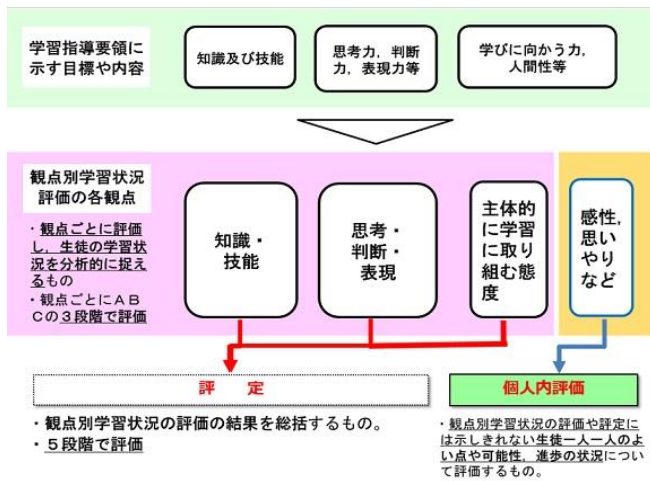 学習指導要領に
示す目標や内容
知識及び技能
思考力，判断
力，表現力等
学びに向かう力，
人間性等
観点別学習状況
評価の各観点
・観点ごとに評価
し，生徒の学習状
況を分析的に捉え
るもの
・観点ごとにＡＢ
Ｃの３段階で評価
知識・
技能
思考・
判断・
表現
主体的
に学習
に取り
組む態
度
感性，
思い
やり
など
評　定
・観点別学習状況の評価の結果を総括するもの。
・５段階で評価
個人内評価
・観点別学習状況の評価や評定に
は示しきれない生徒一人一人のよ
い点や可能性，進歩の状況につい
て評価するもの。